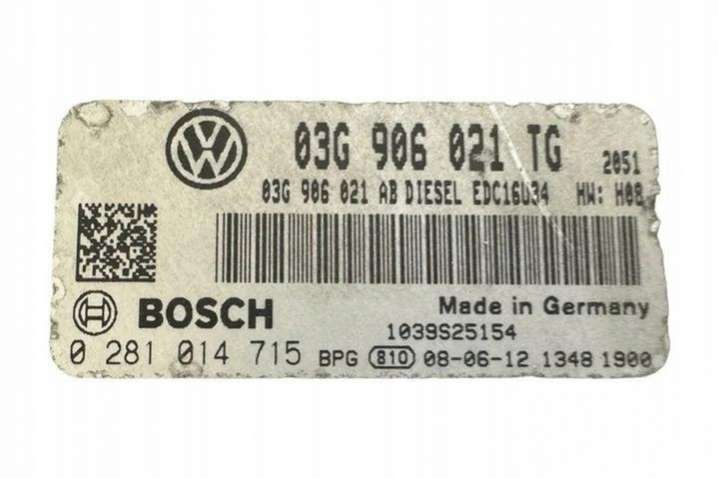 03G 906 021 TG 2051
03G 906 021 AB DIESEL EDC16U34 HW: H08
BOSCH Made in Germany
1039S25154
0 281 014 715 BPG 810 08-06-12 1348 1900